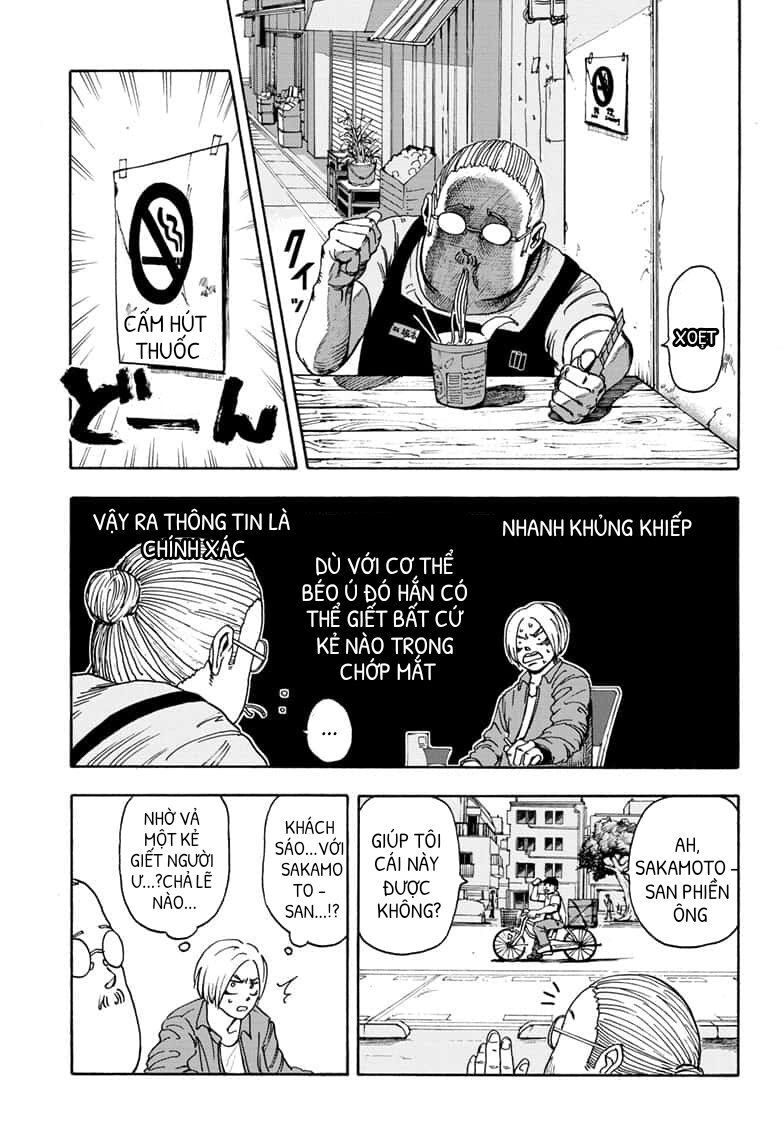 XOẸT
クイッ
CẤM HÚT
THUỐC
どーん
NHANH KHỦNG KHIẾP
DÙ VỚI CƠ THỂ
BÉO Ú ĐÓ HẮN CÓ
THỂ GIẾT BẤT CỨ
KẺ NÀO TRONG
CHỚP MẮT
VẬY RA THÔNG TIN LÀ
CHÍNH XÁC
...
AH,
SAKAMOTO –
SAN PHIỀN
ÔNG
GIÚP TÔI
CÁI NÀY
ĐƯỢC
KHÔNG?
KHÁCH
SÁO...VỚI
SAKAMO
TO –
SAN...!?
NHỜ VẢ
MỘT KẺ
GIẾT NGƯỜI
Ư...?CHẢ LẼ
NÀO...